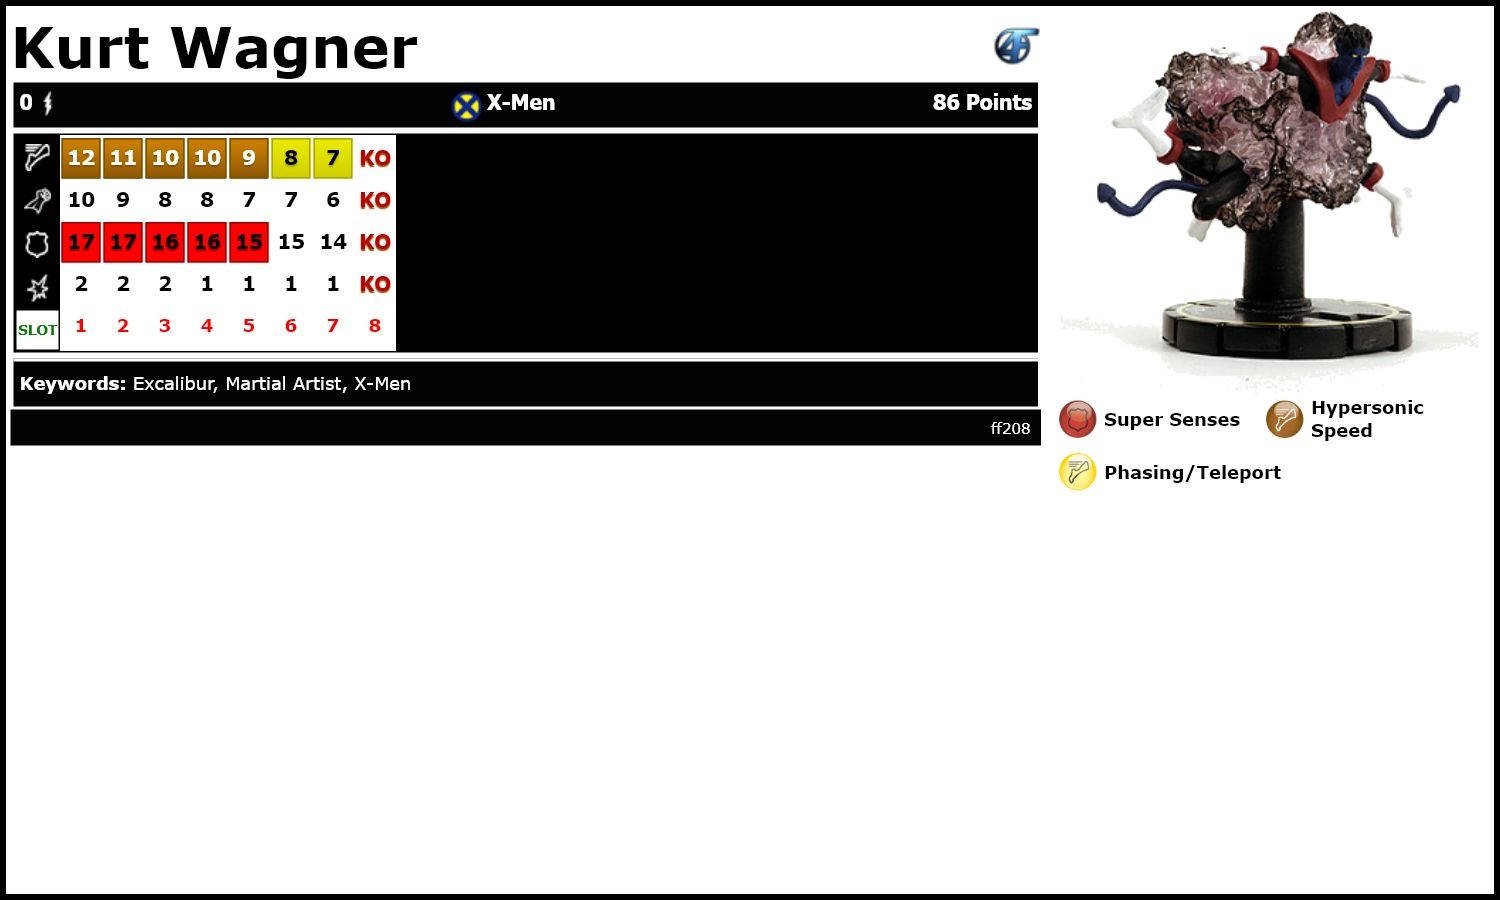 Kurt Wagner
0 X-Men 86 Points
12 11 10 10 9 8 7 KO
10 9 8 8 7 7 6 KO
17 17 16 16 15 15 14 KO
2 2 2 1 1 1 1 KO
SLOT 1 2 3 4 5 6 7 8
Keywords: Excalibur, Martial Artist, X-Men
ff208
Super Senses
Hypersonic
Speed
Phasing/Teleport